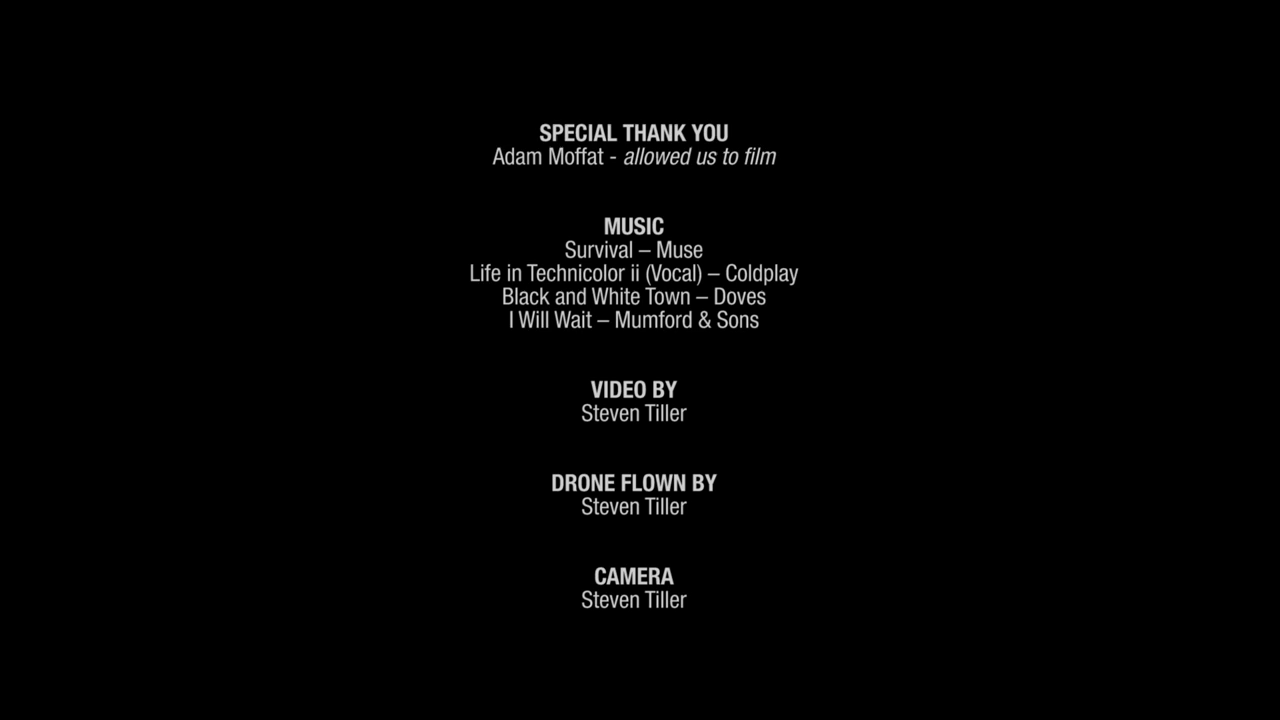 SPECIAL THANK YOU
Adam Moffat - allowed us to film
MUSIC
Survival – Muse
Life in Technicolor ii (Vocal) – Coldplay
Black and White Town – Doves
I Will Wait – Mumford & Sons
VIDEO BY
Steven Tiller
DRONE FLOWN BY
Steven Tiller
CAMERA
Steven Tiller